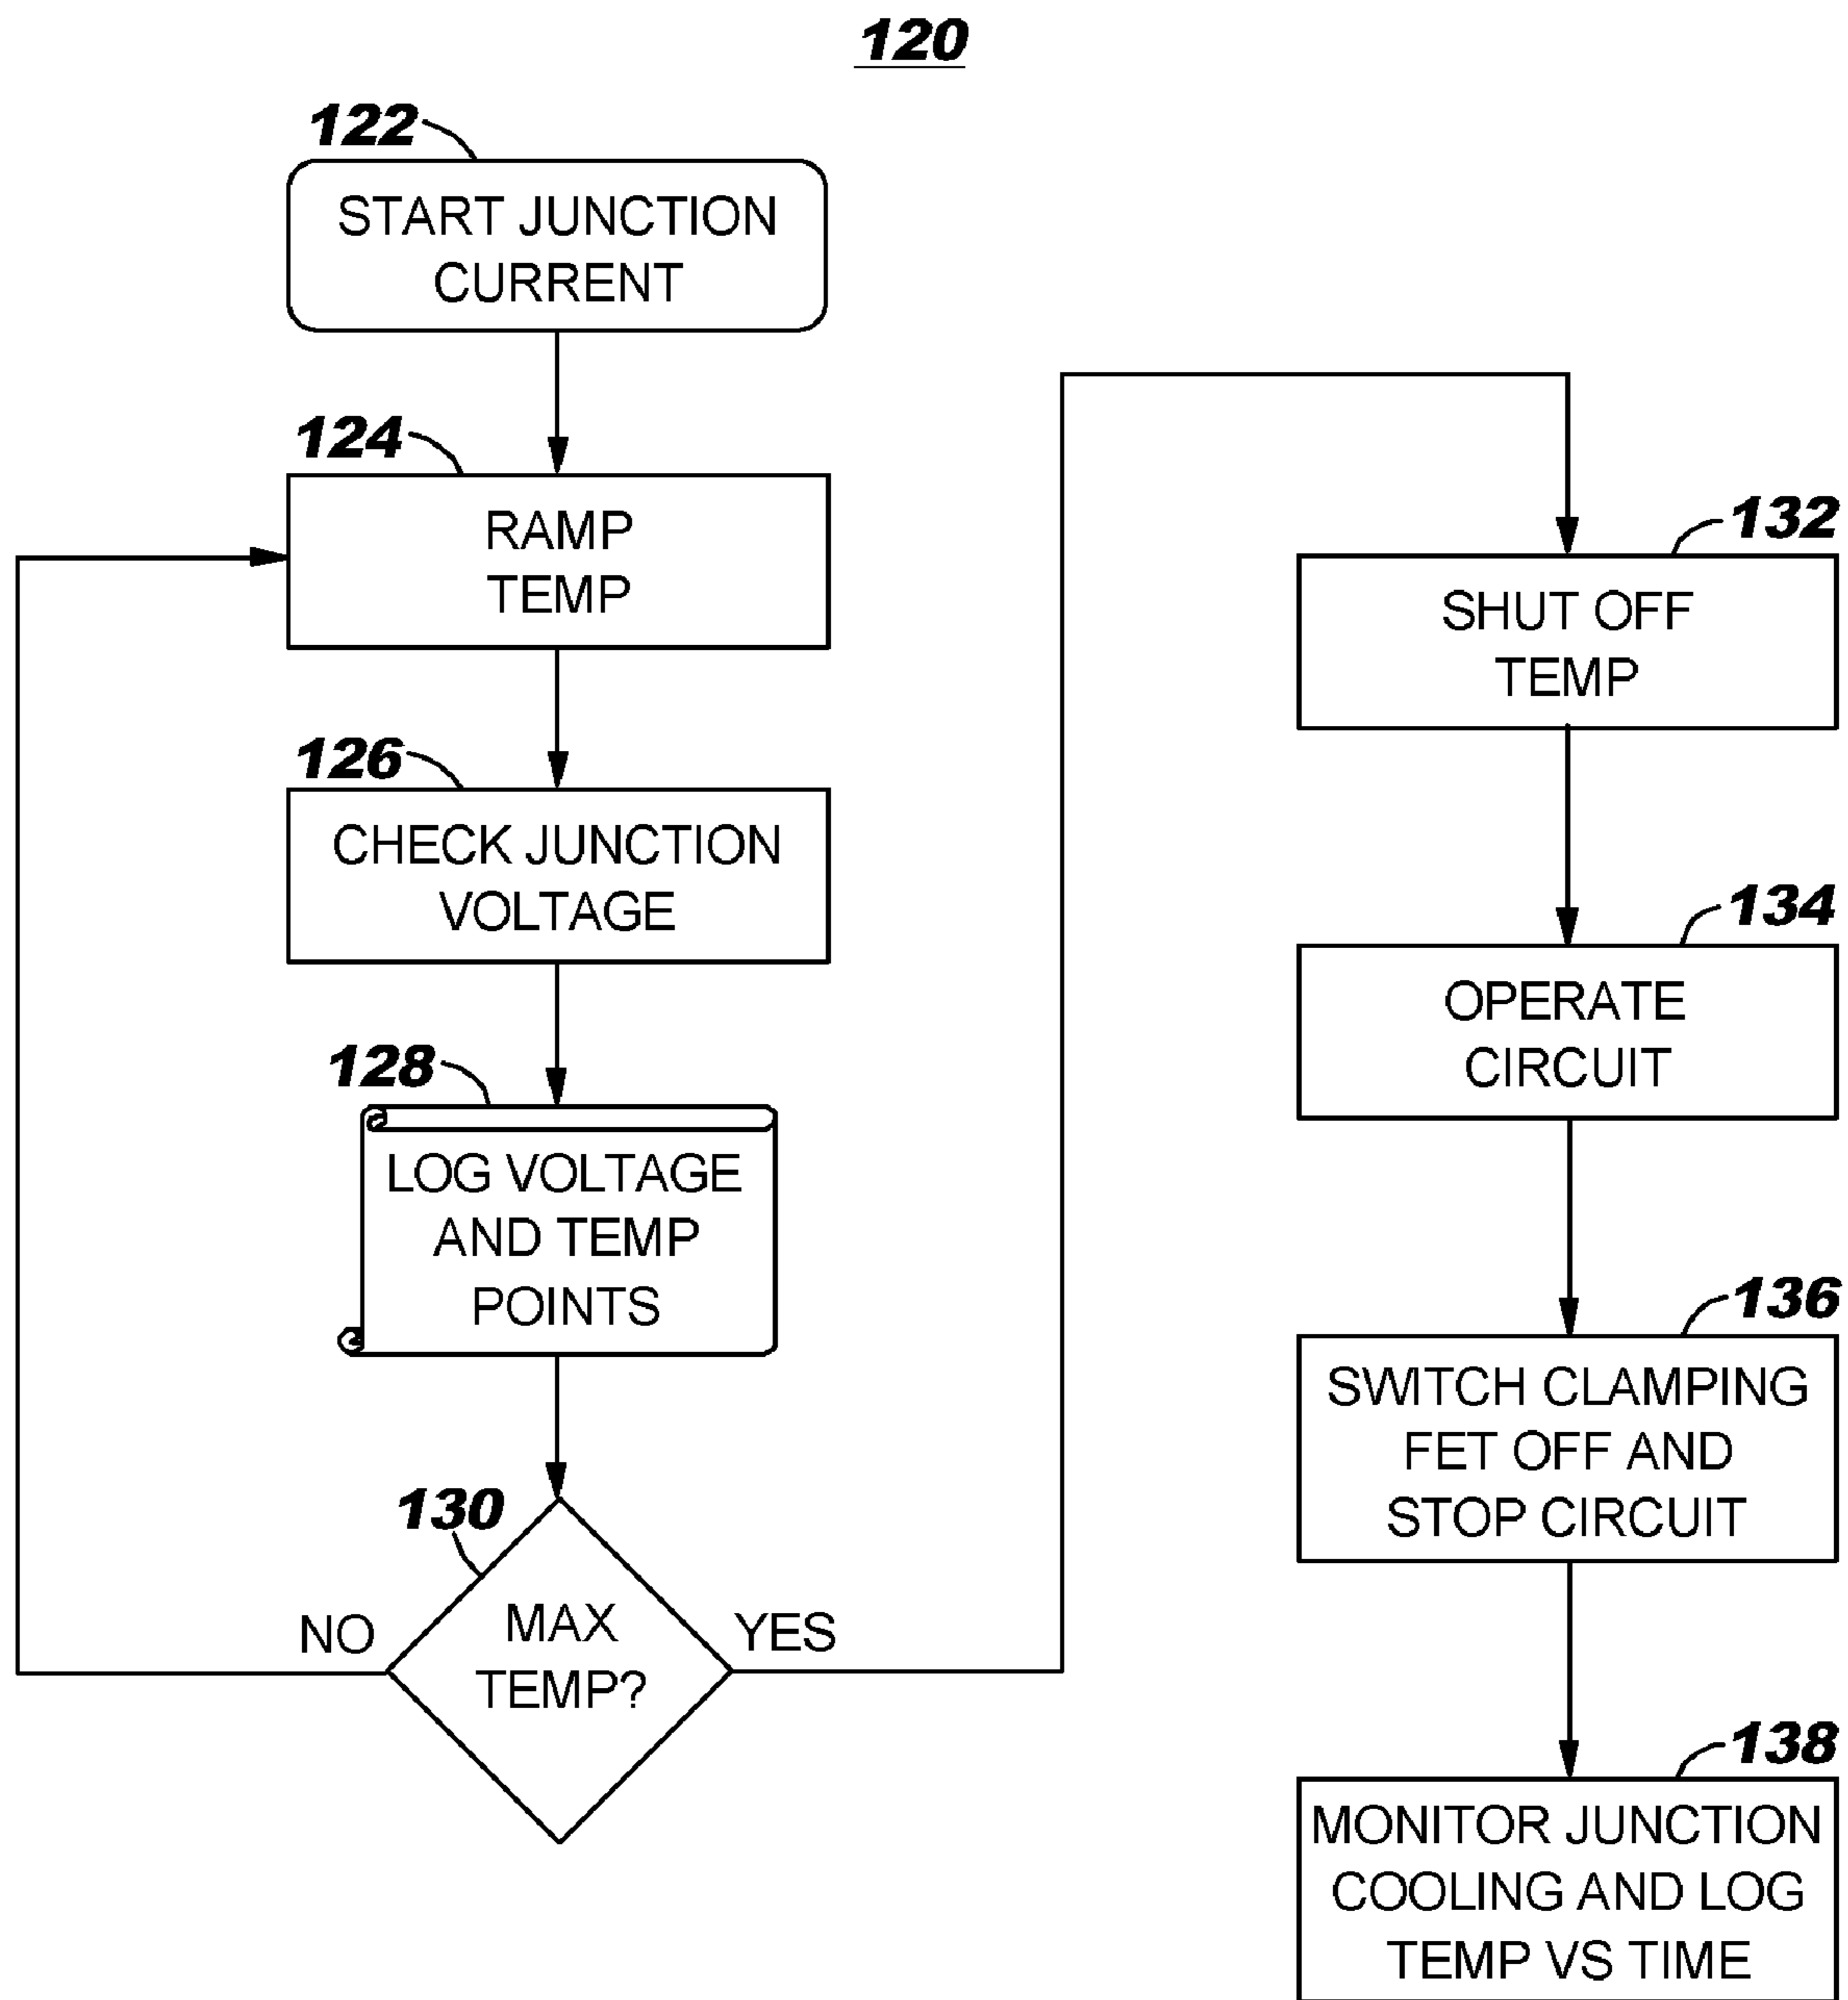 120
122
START JUNCTION
CURRENT
124
RAMP
TEMP
126
CHECK JUNCTION
VOLTAGE
128
LOG VOLTAGE
AND TEMP
POINTS
130
MAX
TEMP?
NO
YES
132
SHUT OFF
TEMP
134
OPERATE
CIRCUIT
136
SWITCH CLAMPING
FET OFF AND
STOP CIRCUIT
138
MONITOR JUNCTION
COOLING AND LOG
TEMP VS TIME